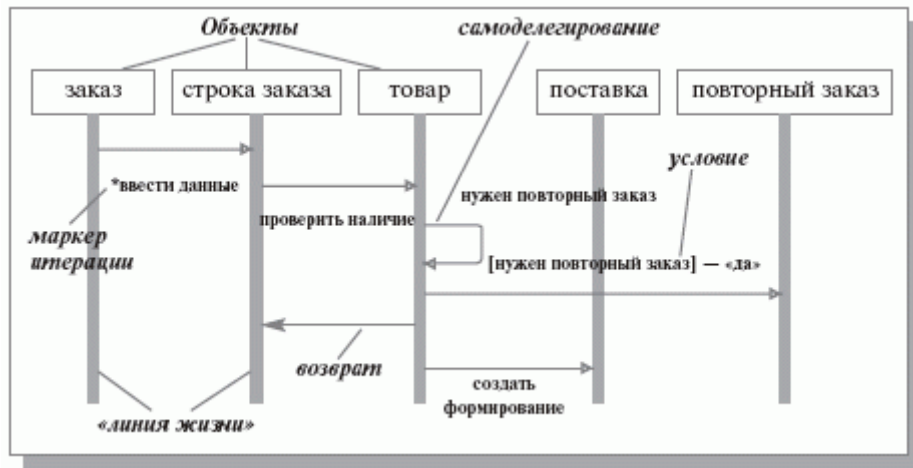 Объекты
самоделегирование
заказ
строка заказа
товар
поставка
повторный заказ
условие
*ввести данные
нужен повторный заказ
проверить наличие
маркер
итерации
[нужен повторный заказ] — «да»
возврат
создать
формирование
«линия жизни»